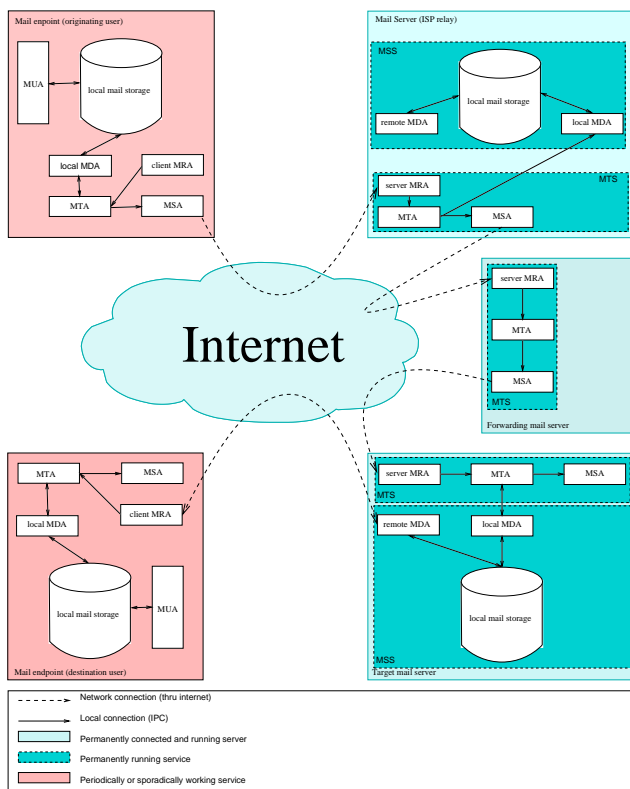 Mail enpoint (originating user)
MUA
local mail storage
local MDA
client MRA
MTA
MSA
Mail Server (ISP relay)
MSS
local mail storage
remote MDA
local MDA
MTS
server MRA
MTA
MSA
Internet
server MRA
MTA
MSA
MTS
Forwarding mail server
MTA
MSA
client MRA
local MDA
local mail storage
MUA
Mail endpoint (destination user)
server MRA
MTA
MSA
MTS
remote MDA
local MDA
local mail storage
MSS
Target mail server
Network connection (thru internet)
Local connection (IPC)
Permanently connected and running server
Permanently running service
Periodically or sporadically working service